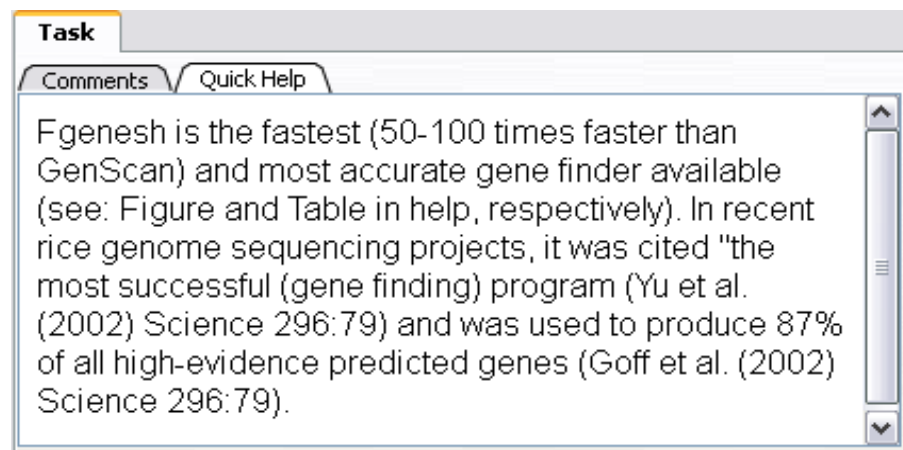 Task
Comments Quick Help
Fgenesh is the fastest (50-100 times faster than
GenScan) and most accurate gene finder available
(see: Figure and Table in help, respectively). In recent
rice genome sequencing projects, it was cited "the
most successful (gene finding) program (Yu et al.
(2002) Science 296:79) and was used to produce 87%
of all high-evidence predicted genes (Goff et al. (2002)
Science 296:79).